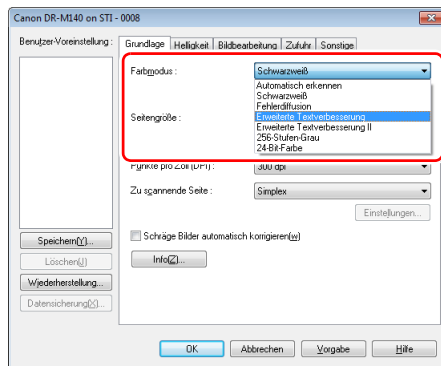 Canon DR-M140 on STI - 0008
Benutzer-Voreinstellung :
Grundlage Helligkeit Bildbearbeitung Zufuhr Sonstige
Farbmodus : Schwarzweiß
Automatisch erkennen
Schwarzweiß
Fehlerdiffusion
Seitengröße : Erweiterte Textverbesserung
Erweiterte Textverbesserung II
256-Stufen-Grau
24-Bit-Farbe
Punkte pro Zoll (DPI) : 300 dpi
Zu scannende Seite : Simplex
Einstellungen...
Schräge Bilder automatisch korrigieren(w)
Speichern(Y)...
Info(Z)...
Löschen(J)
Wiederherstellung...
Datensicherung(X)...
OK Abbrechen Vorgabe Hilfe